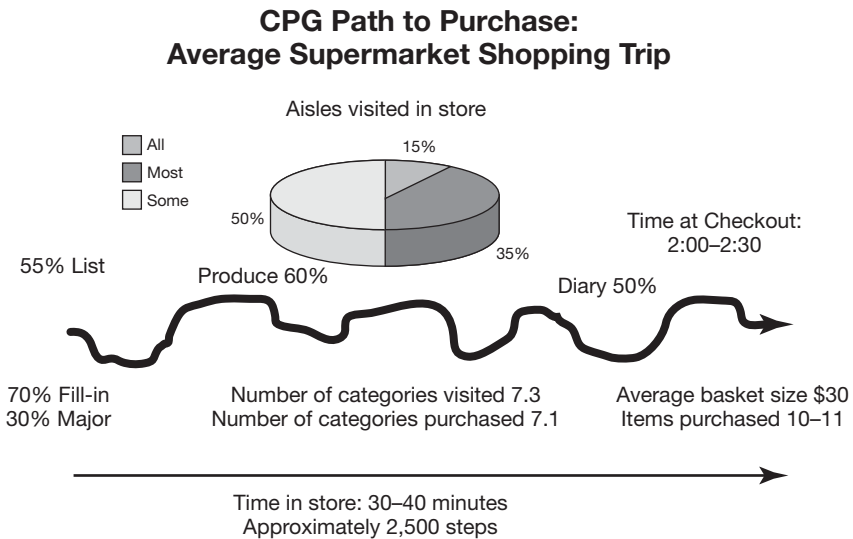 CPG Path to Purchase:
Average Supermarket Shopping Trip
Aisles visited in store
All
Most
Some
15%
50%
35%
Time at Checkout:
2:00–2:30
55% List
Produce 60%
Diary 50%
70% Fill-in
30% Major
Number of categories visited 7.3
Number of categories purchased 7.1
Average basket size $30
Items purchased 10–11
Time in store: 30–40 minutes
Approximately 2,500 steps